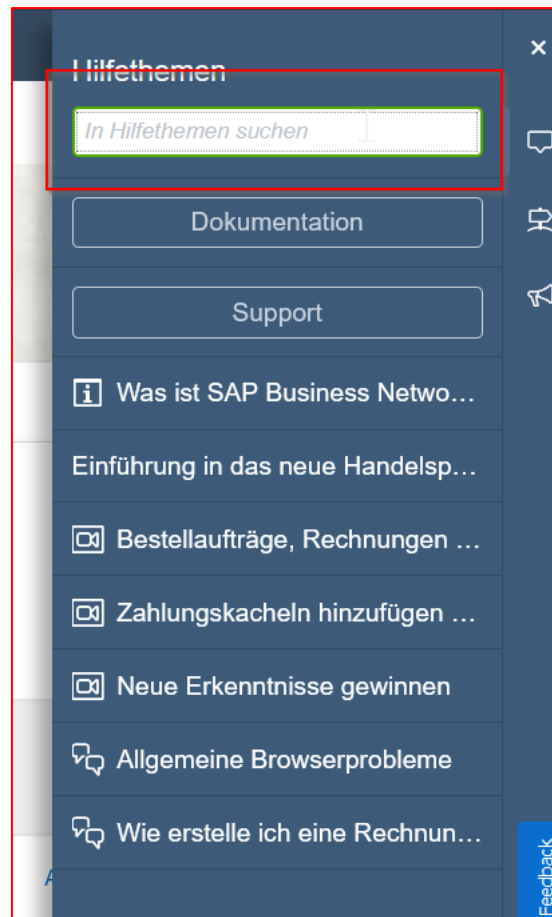 Hilfethemen
In Hilfethemen suchen
Dokumentation
Support
Was ist SAP Business Netwo...
Einführung in das neue Handelsp...
Bestellaufträge, Rechnungen ...
Zahlungskacheln hinzufügen ...
Neue Erkenntnisse gewinnen
Allgemeine Browserprobleme
Wie erstelle ich eine Rechnun...
Feedback
A